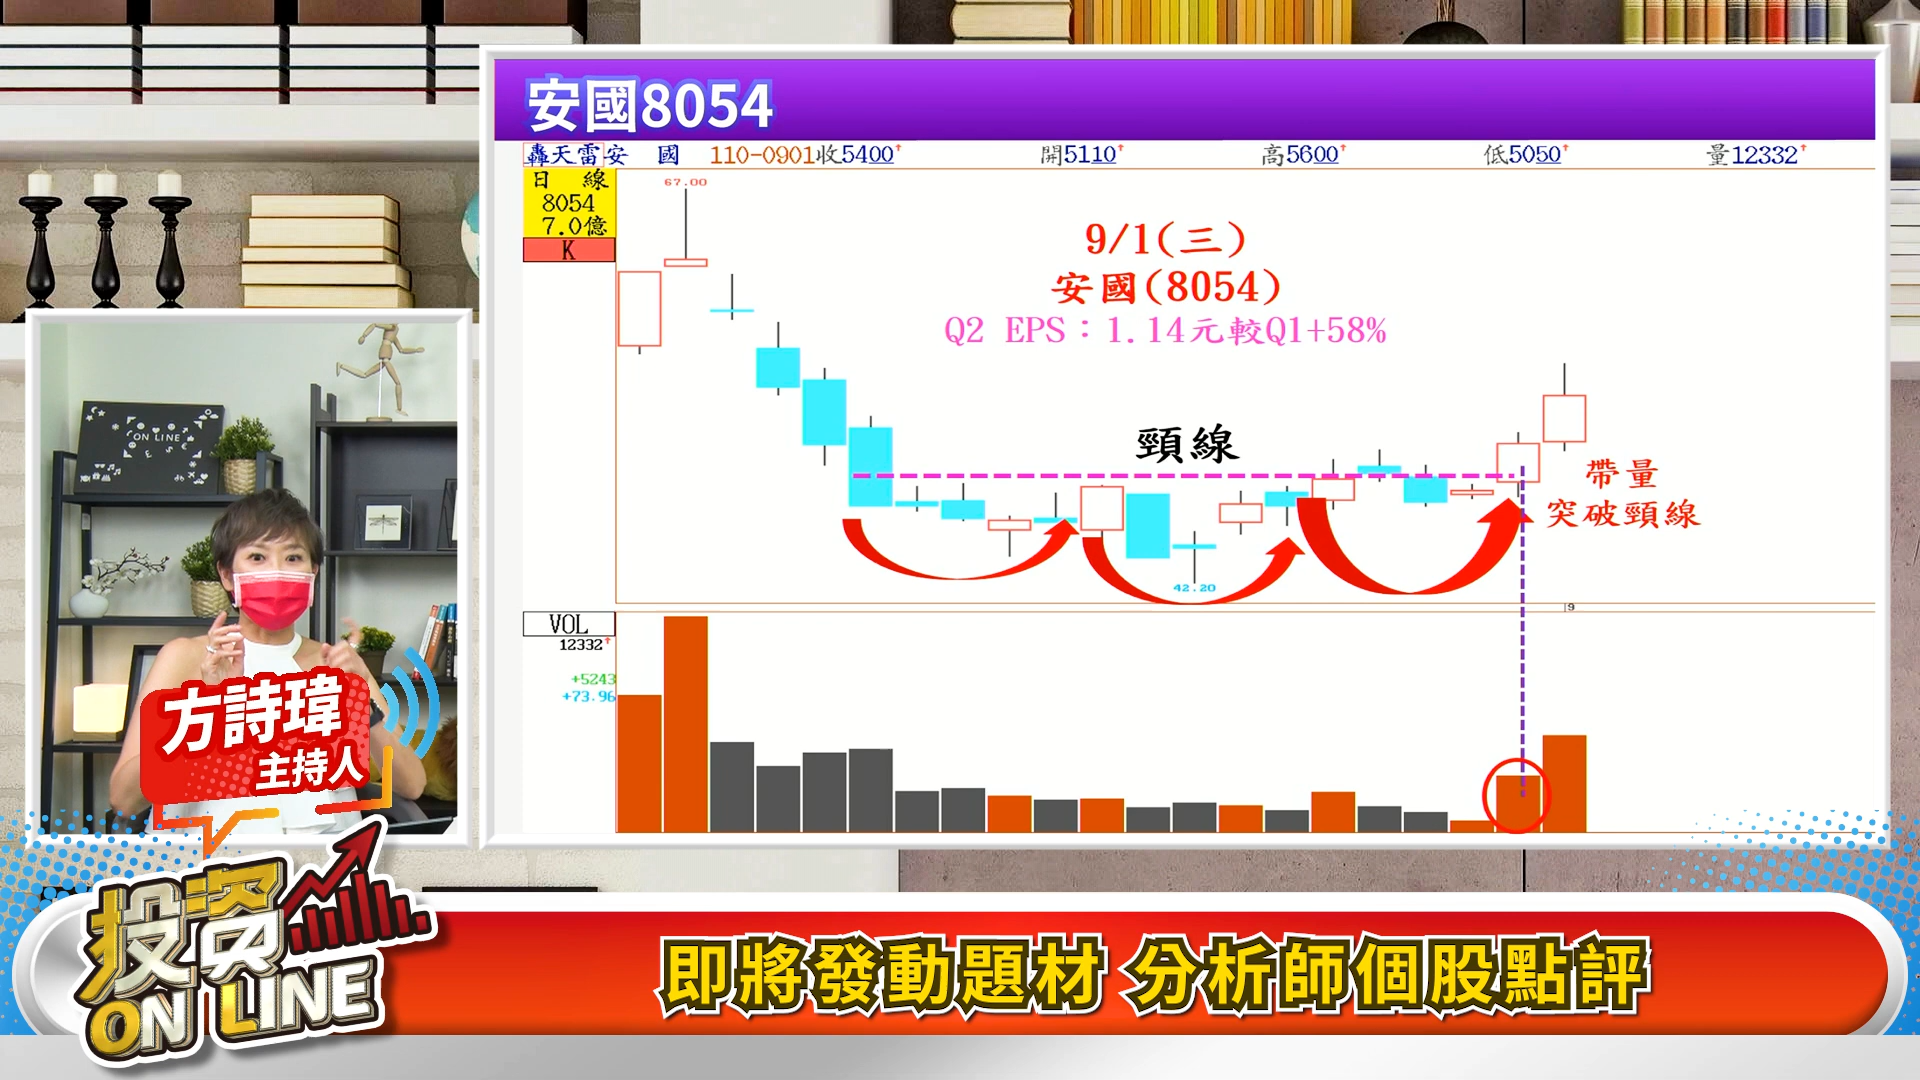 安國8054
轟天雷安 國 110-0901收5400↑ 開5110↑ 高5600↑ 低5050↑ 量12332↑
日 線
8054
7.0億
K
67.00
9/1(三)
安國(8054)
Q2 EPS：1.14元較Q1+58%
頸線
帶量
突破頸線
42.20
9
VOL
12332↑
+5243
+73.96
ON LINE
方詩瑋
主持人
投資
ON LINE
即將發動題材 分析師個股點評